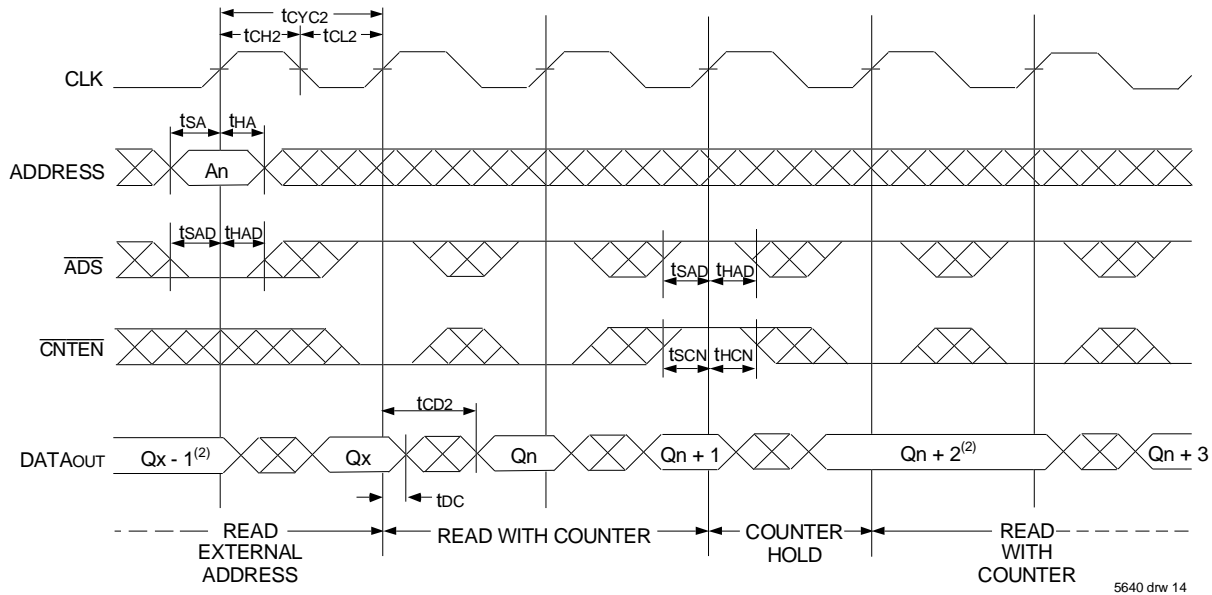 tCYC2
tCH2 tCL2
CLK
tSA tHA
ADDRESS An
tSAD tHAD
ADS
tSAD tHAD
CNTEN
tSCN tHCN
tCD2
DATAOUT Qx - 1(2) Qx Qn Qn + 1 Qn + 2(2) Qn + 3
tDC
READ EXTERNAL ADDRESS
READ WITH COUNTER
COUNTER HOLD
READ WITH COUNTER
5640 drw 14